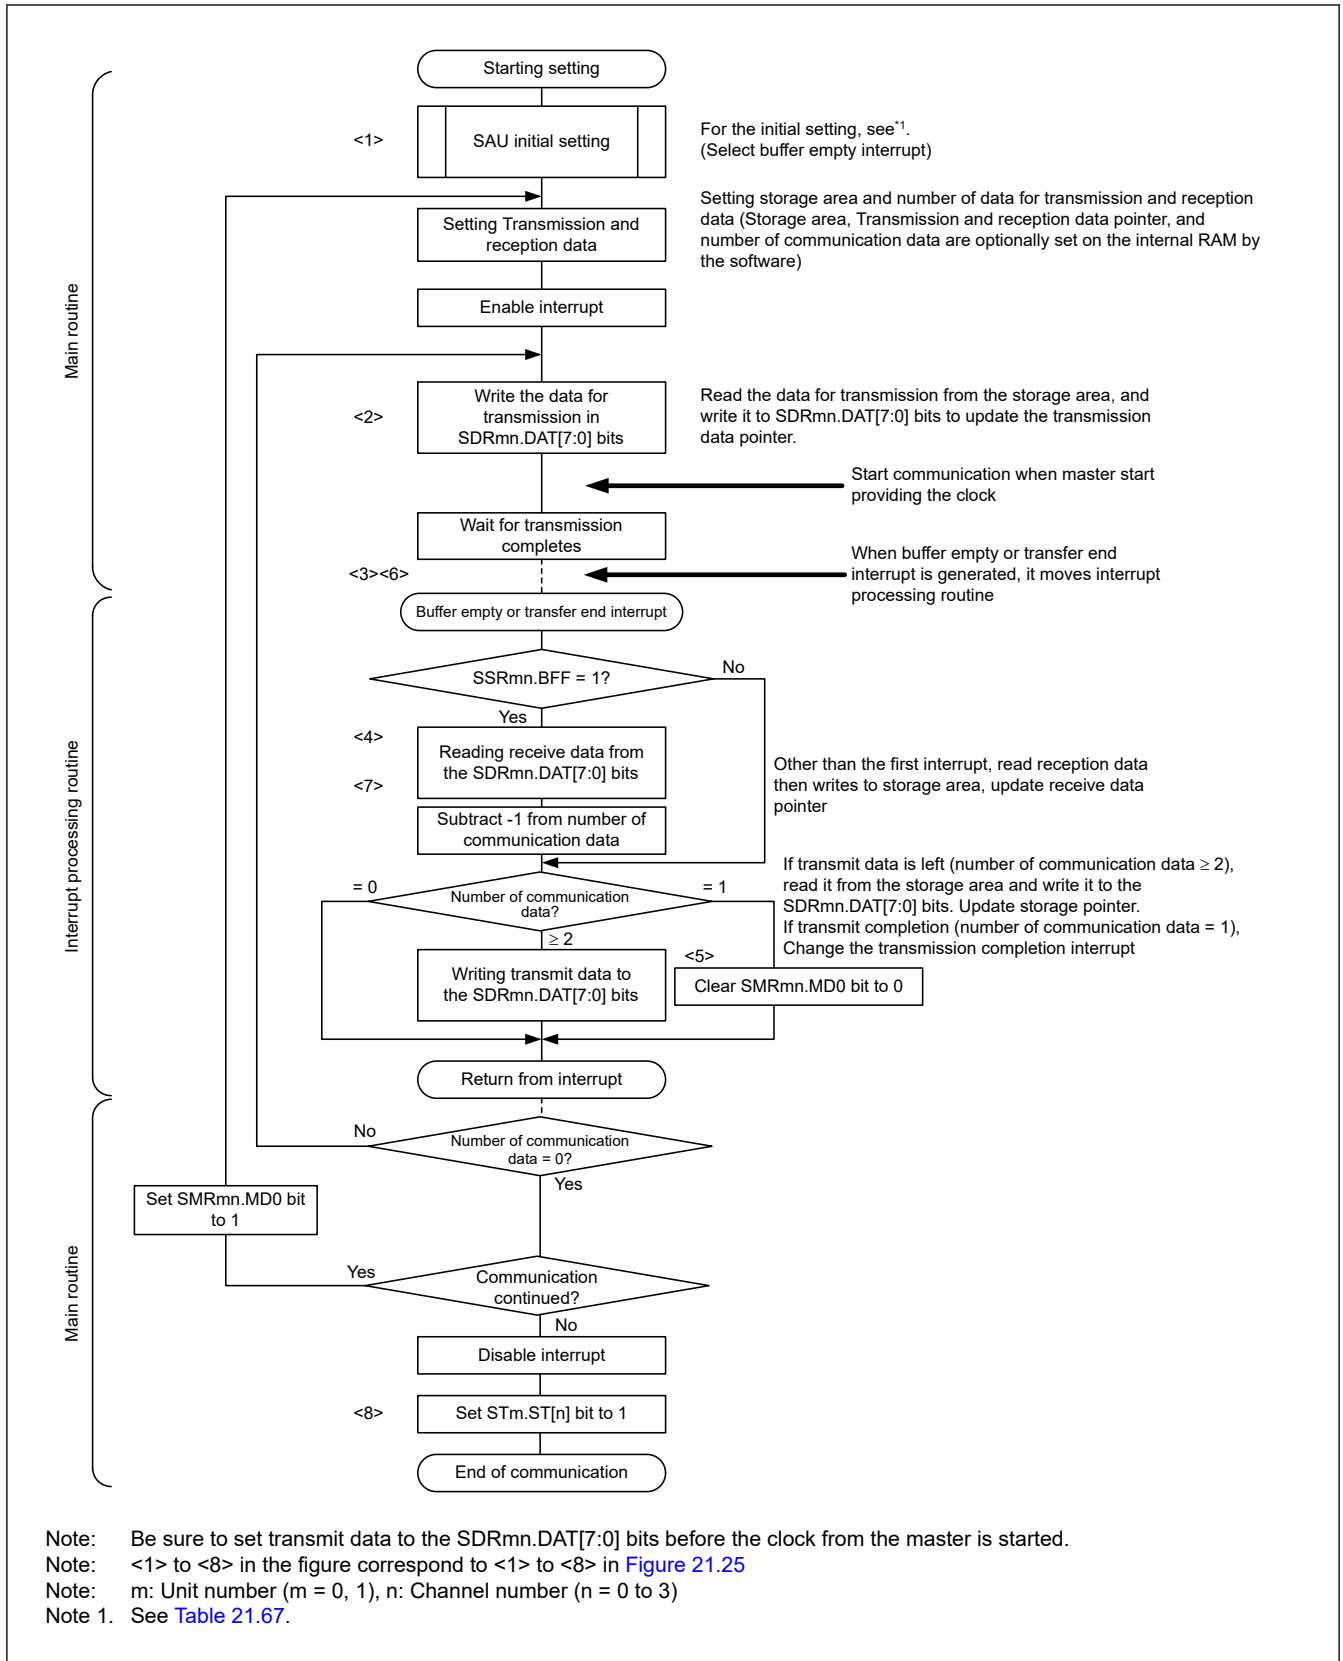 Starting setting
<1>
SAU initial setting
For the initial setting, see*1.
(Select buffer empty interrupt)
Setting Transmission and
reception data
Setting storage area and number of data for transmission and reception
data (Storage area, Transmission and reception data pointer, and
number of communication data are optionally set on the internal RAM by
the software)
Main routine
Enable interrupt
<2>
Write the data for
transmission in
SDRmn.DAT[7:0] bits
Read the data for transmission from the storage area, and
write it to SDRmn.DAT[7:0] bits to update the transmission
data pointer.
Start communication when master start
providing the clock
Wait for transmission
completes
<3><6>
When buffer empty or transfer end
interrupt is generated, it moves interrupt
processing routine
Buffer empty or transfer end interrupt
SSRmn.BFF = 1?
No
Yes
<4>
Reading receive data from
the SDRmn.DAT[7:0] bits
<7>
Other than the first interrupt, read reception data
then writes to storage area, update receive data
pointer
Subtract -1 from number of
communication data
Interrupt processing routine
= 0
Number of communication
data?
= 1
If transmit data is left (number of communication data ≥ 2),
read it from the storage area and write it to the
SDRmn.DAT[7:0] bits. Update storage pointer.
If transmit completion (number of communication data = 1),
Change the transmission completion interrupt
≥ 2
<5>
Writing transmit data to
the SDRmn.DAT[7:0] bits
Clear SMRmn.MD0 bit to 0
Return from interrupt
No
Number of communication
data = 0?
Yes
Set SMRmn.MD0 bit
to 1
Main routine
Yes
Communication
continued?
No
Disable interrupt
<8>
Set STm.ST[n] bit to 1
End of communication
Note: Be sure to set transmit data to the SDRmn.DAT[7:0] bits before the clock from the master is started.
Note: <1> to <8> in the figure correspond to <1> to <8> in Figure 21.25
Note: m: Unit number (m = 0, 1), n: Channel number (n = 0 to 3)
Note 1. See Table 21.67.